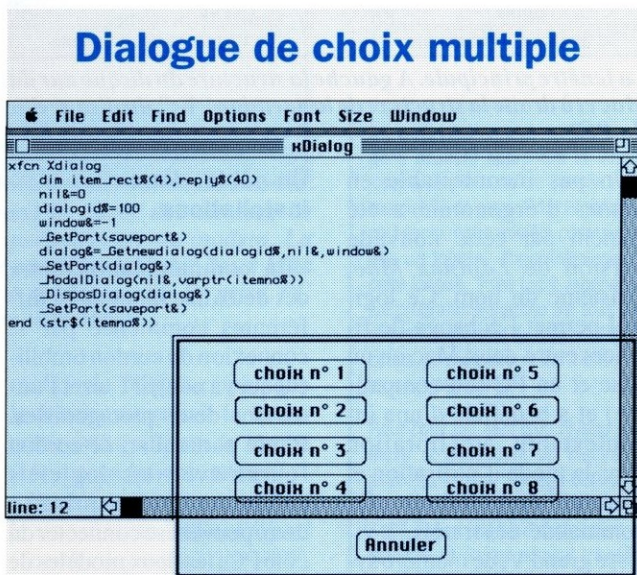 Dialogue de choix multiple
File Edit Find Options Font Size Window
xDialog
xfcn Xdialog
dim item_rect%(4),reply%(40)
nil&=0
dialogid%=100
window&=-1
_GetPort(saveport&)
dialog&=_Getnewdialog(dialogid%,nil&,window&)
_SetPort(dialog&)
_ModalDialog(nil&,varptr(itemno%))
_DisposDialog(dialog&)
_SetPort(saveport&)
end (str$(itemno%))
choix n° 1
choix n° 5
choix n° 2
choix n° 6
choix n° 3
choix n° 7
choix n° 4
choix n° 8
line: 12
Annuler